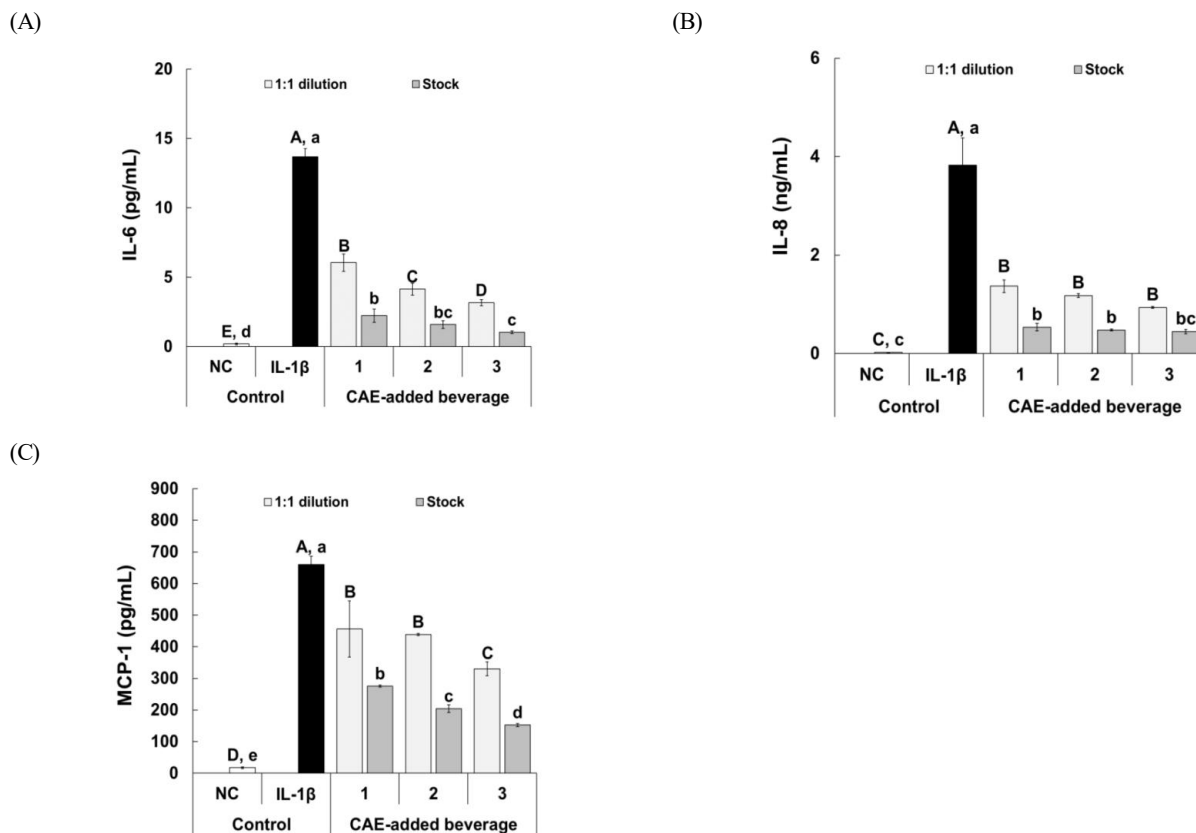 (A)
IL-6 (pg/mL)
20
15
10
5
0
1:1 dilution
Stock
E, d
A, a
B
b
C
bc
D
c
NC
IL-1β
1
2
3
Control
CAE-added beverage
(B)
IL-8 (ng/mL)
6
4
2
0
1:1 dilution
Stock
C, c
A, a
B
b
B
b
B
bc
NC
IL-1β
1
2
3
Control
CAE-added beverage
(C)
MCP-1 (pg/mL)
900
800
700
600
500
400
300
200
100
0
1:1 dilution
Stock
D, e
A, a
B
b
B
c
C
d
NC
IL-1β
1
2
3
Control
CAE-added beverage